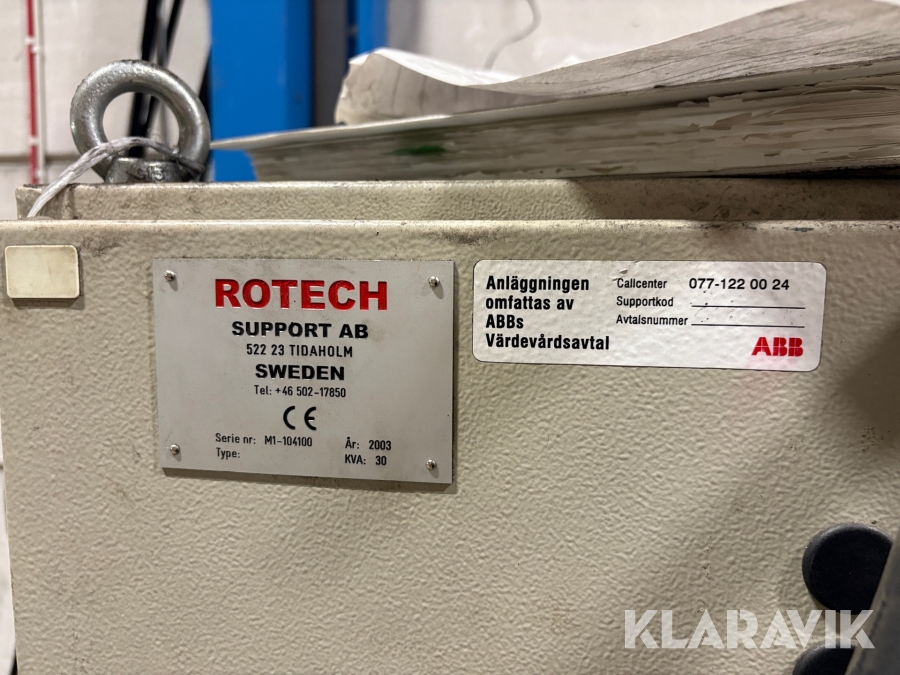 ROTECH
SUPPORT AB
522 23 TIDAHOLM
SWEDEN
Tel: +46 502-17850
CE
Serie nr: M1-104100 År: 2003
Type: KVA: 30
Anläggningen
omfattas av
ABBs
Värdevårdsavtal
Callcenter 077-122 00 24
Supportkod
Avtalsnummer
ABB
KLARAVIK